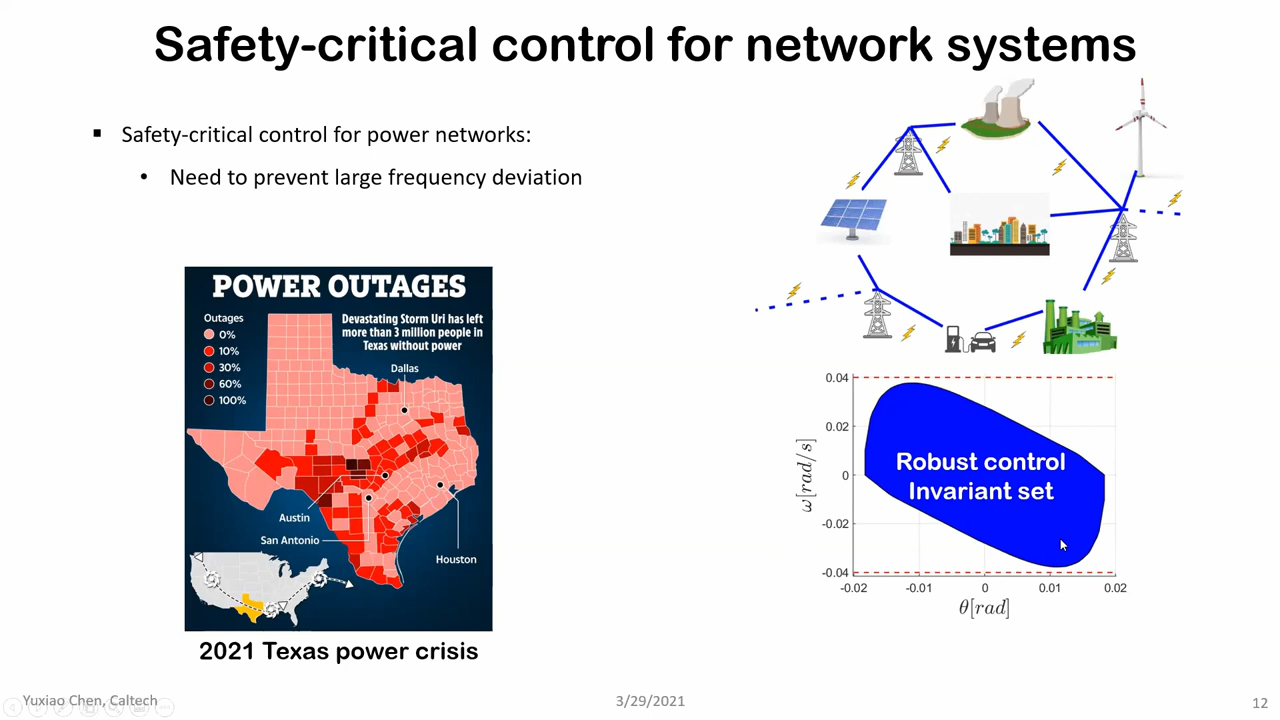 Safety-critical control for network systems
▪ Safety-critical control for power networks:
• Need to prevent large frequency deviation
POWER OUTAGES
Outages
0%
10%
30%
60%
100%
Devastating Storm Uri has left
more than 3 million people in
Texas without power
Dallas
Austin
San Antonio
Houston
2021 Texas power crisis
0.04
0.02
0
-0.02
-0.04
ω[rad/s]
Robust control
Invariant set
-0.02 -0.01 0 0.01 0.02
θ[rad]
Yuxiao Chen, Caltech
3/29/2021
12